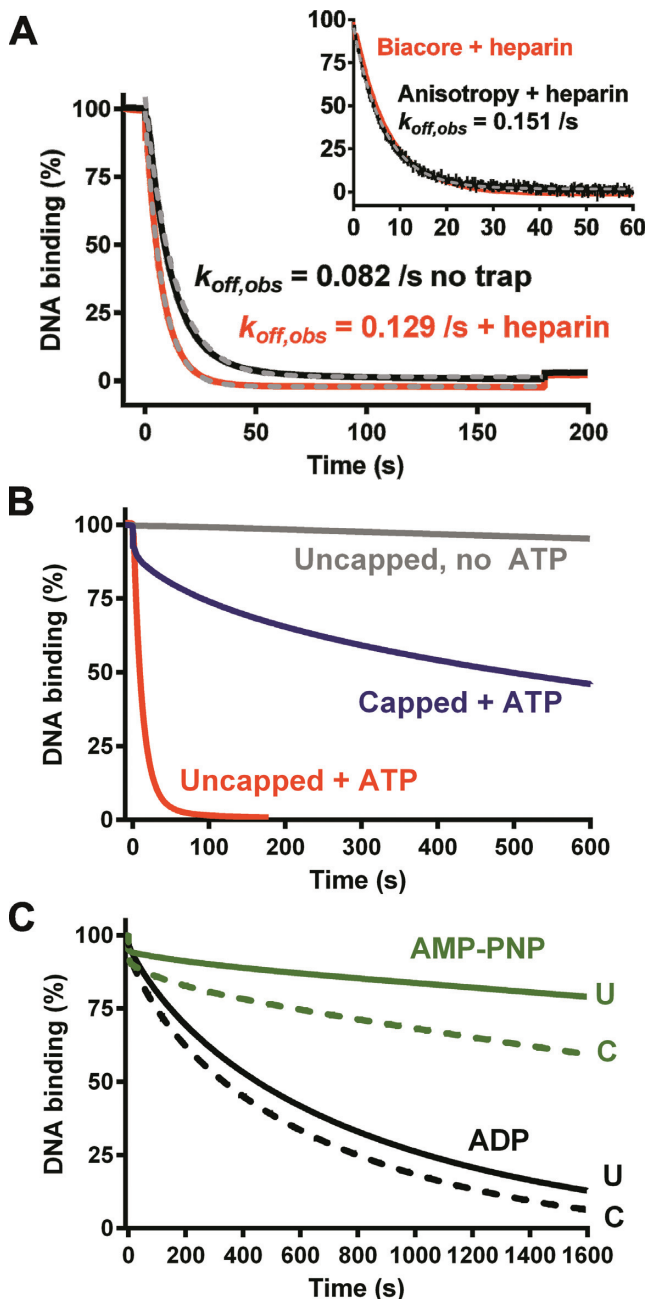 A
100
75
50
25
0
DNA binding (%)
0
50
100
150
200
Time (s)
k_off,obs = 0.082 /s no trap
k_off,obs = 0.129 /s + heparin
100
75
50
25
0
0
10
20
30
40
50
60
Biacore + heparin
Anisotropy + heparin
k_off,obs = 0.151 /s
B
100
75
50
25
0
DNA binding (%)
0
100
200
300
400
500
600
Time (s)
Uncapped, no ATP
Capped + ATP
Uncapped + ATP
C
100
75
50
25
0
DNA binding (%)
0
200
400
600
800
1000
1200
1400
1600
Time (s)
AMP-PNP
U
C
ADP
U
C